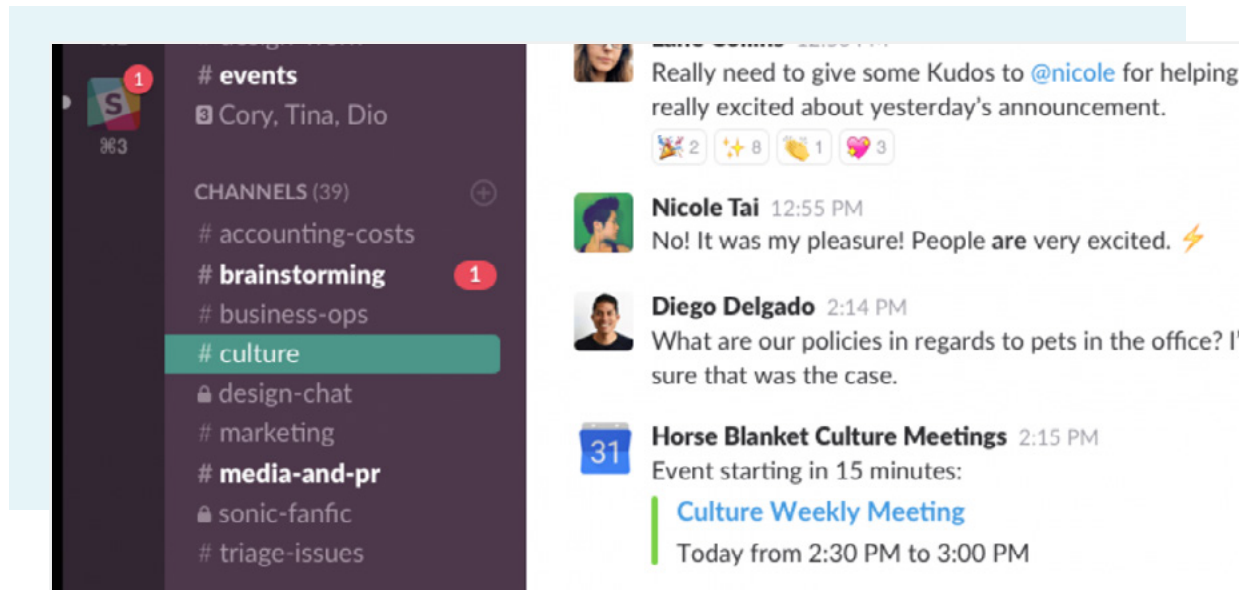 # events
3 Cory, Tina, Dio
1
S
⌘3
CHANNELS (39)
# accounting-costs
# brainstorming 1
# business-ops
# culture
design-chat
# marketing
# media-and-pr
sonic-fanfic
# triage-issues
Really need to give some Kudos to @nicole for helping
really excited about yesterday's announcement.
2 8 1 3
Nicole Tai 12:55 PM
No! It was my pleasure! People are very excited.
Diego Delgado 2:14 PM
What are our policies in regards to pets in the office? I'
sure that was the case.
31
Horse Blanket Culture Meetings 2:15 PM
Event starting in 15 minutes:
Culture Weekly Meeting
Today from 2:30 PM to 3:00 PM